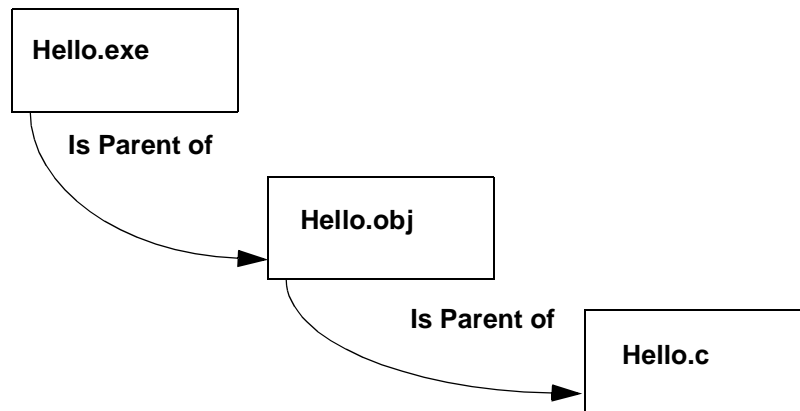 Hello.exe
Is Parent of
Hello.obj
Is Parent of
Hello.c